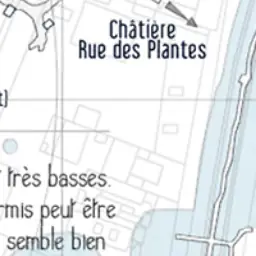 Châtière
Rue des Plantes
t)
très basses.
rmis peut être
semble bien